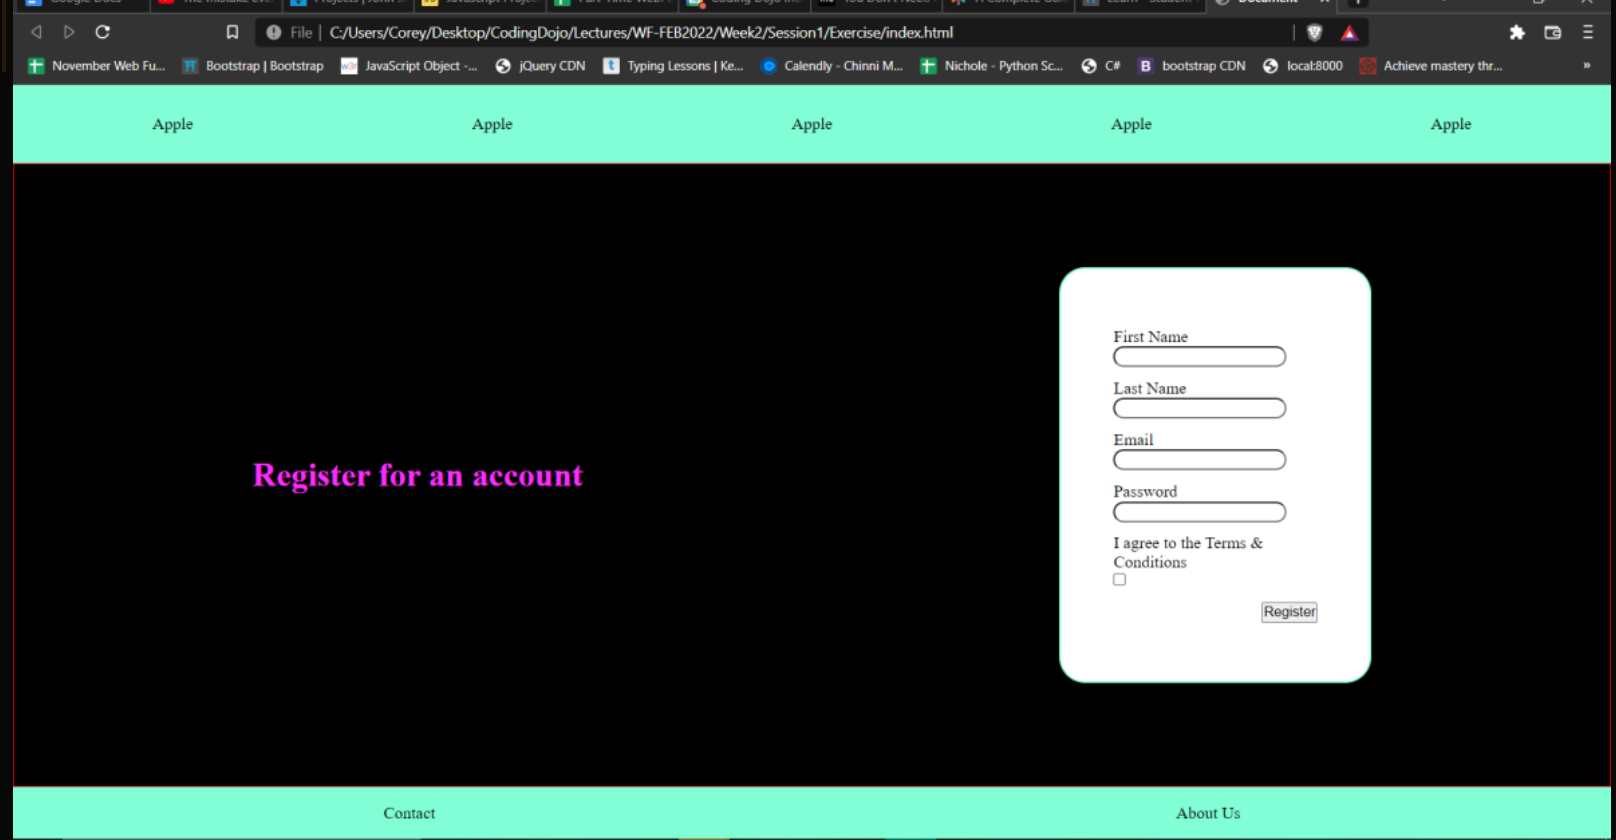 Document
File | C:/Users/Corey/Desktop/CodingDojo/Lectures/WF-FEB2022/Week2/Session1/Exercise/index.html
November Web Fu... Bootstrap | Bootstrap JavaScript Object -... jQuery CDN Typing Lessons | Ke... Calendly - Chinni M... Nichole - Python Sc... C# B bootstrap CDN local:8000 Achieve mastery thr... »
Apple Apple Apple Apple Apple
First Name
Last Name
Email
Register for an account
Password
I agree to the Terms &
Conditions
Register
Contact About Us